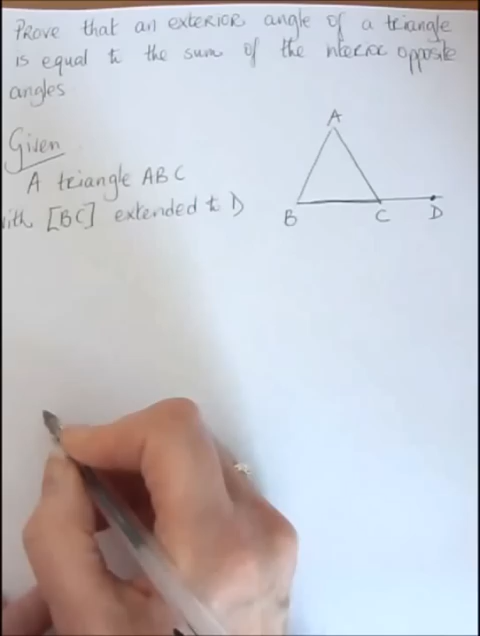 Prove that an exterior angle of a triangle
is equal to the sum of the interior opposite
angles
Given
A triangle ABC
with [BC] extended to D
A
B
C
D